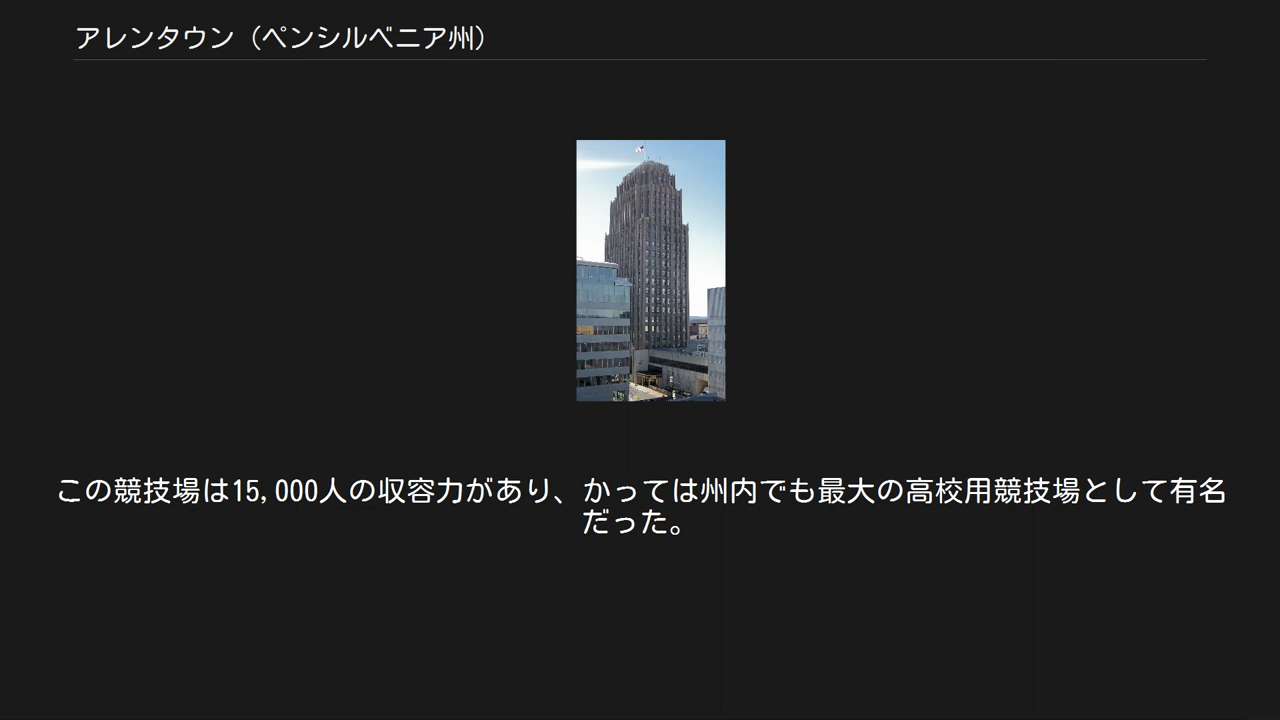 アレンタウン（ペンシルベニア州）
この競技場は15,000人の収容力があり、かっては州内でも最大の高校用競技場として有名
だった。